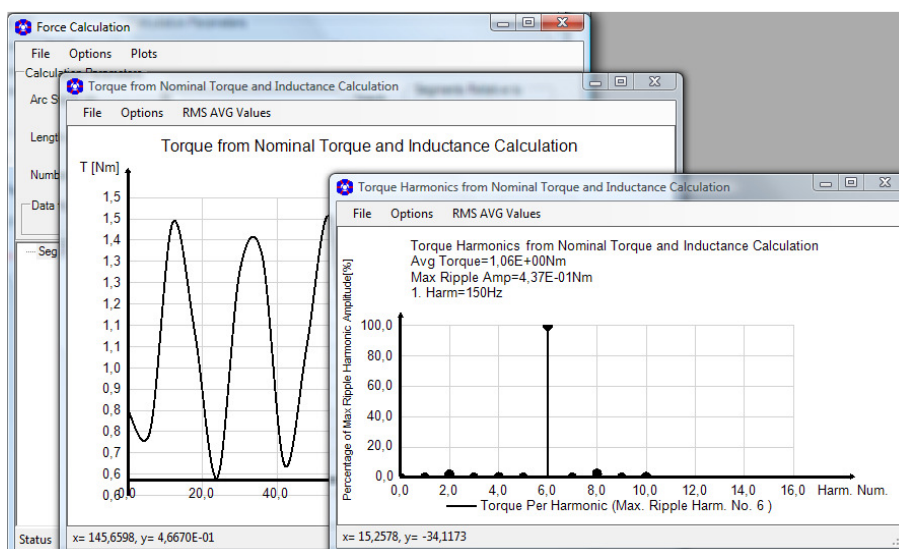 Force Calculation
File Options Plots
Calculation Parameters
Arc S
Lengt
Numb
Data
Seg
Status
Torque from Nominal Torque and Inductance Calculation
File Options RMS AVG Values
Torque from Nominal Torque and Inductance Calculation
T [Nm]
1,5
1,5
1,4
1,3
1,3
1,2
1,1
1,1
1,0
0,9
0,8
0,8
0,7
0,6
0,6
0,0 20,0 40,0
x= 145,6598, y= 4,6670E-01
Torque Harmonics from Nominal Torque and Inductance Calculation
File Options RMS AVG Values
Torque Harmonics from Nominal Torque and Inductance Calculation
Avg Torque=1,06E+00Nm
Max Ripple Amp=4,37E-01Nm
1. Harm=150Hz
Percentage of Max Ripple Harmonic Amplitude[%]
100,0
80,0
60,0
40,0
20,0
0,0
0,0 2,0 4,0 6,0 8,0 10,0 12,0 14,0 16,0 Harm. Num.
Torque Per Harmonic (Max. Ripple Harm. No. 6 )
x= 15,2578, y= -34,1173